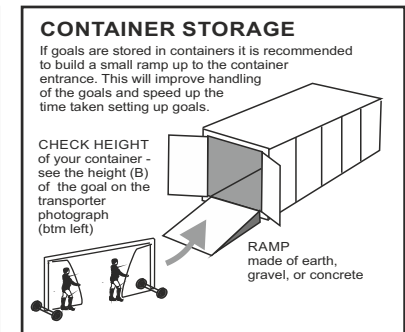 CONTAINER STORAGE
If goals are stored in containers it is recommended
to build a small ramp up to the container
entrance. This will improve handling
of the goals and speed up the
time taken setting up goals.
CHECK HEIGHT
of your container -
see the height (B)
of the goal on the
transporter
photograph
(btm left)
RAMP
made of earth,
gravel, or concrete